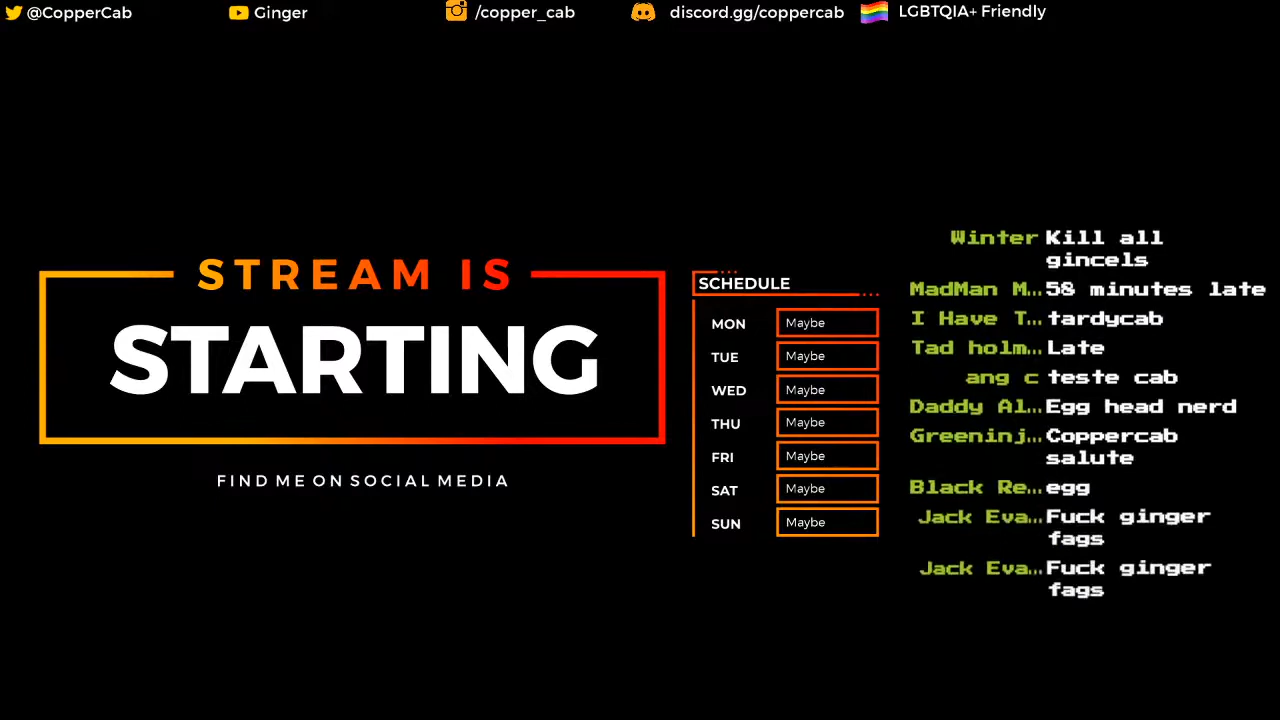 @CopperCab
Ginger
/copper_cab
discord.gg/coppercab
LGBTQIA+ Friendly
STREAM IS
STARTING
FIND ME ON SOCIAL MEDIA
SCHEDULE
MON Maybe
TUE Maybe
WED Maybe
THU Maybe
FRI Maybe
SAT Maybe
SUN Maybe
Winter Kill all
gincels
MadMan M... 58 minutes late
I Have T... tardycab
Tad holm... Late
ang c teste cab
Daddy Al... Egg head nerd
Greeninj... Coppercab
salute
Black Re... egg
Jack Eva... Fuck ginger
fags
Jack Eva... Fuck ginger
fags